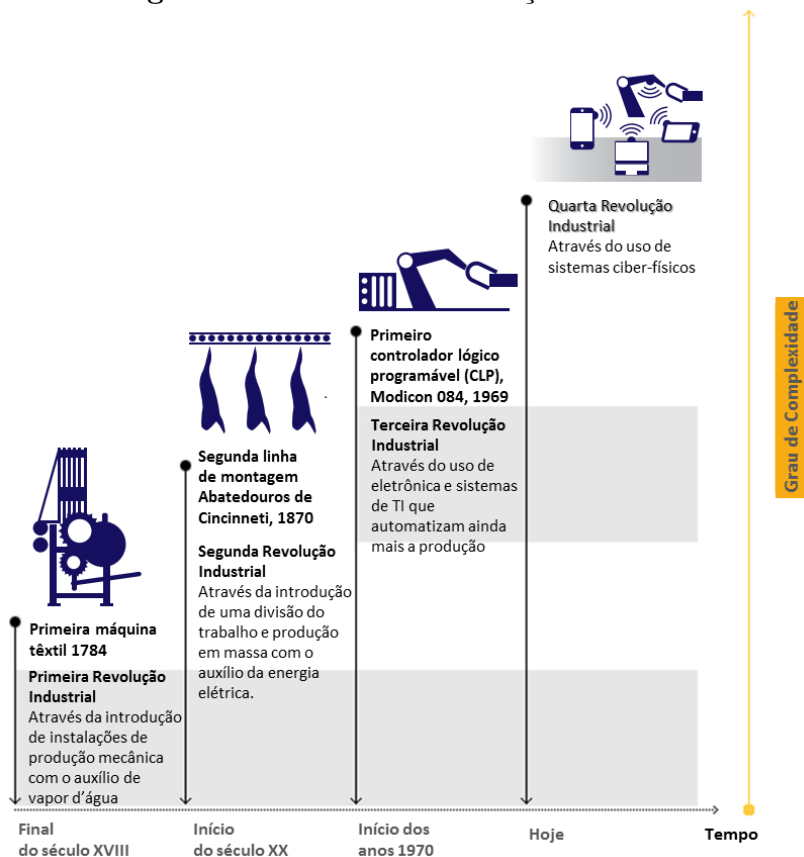 Quarta Revolução
Industrial
Através do uso de
sistemas ciber-físicos
Primeiro
controlador lógico
programável (CLP),
Modicon 084, 1969
Terceira Revolução
Industrial
Através do uso de
eletrônica e sistemas
de TI que
automatizam ainda
mais a produção
Segunda linha
de montagem
Abatedouros de
Cincinneti, 1870
Segunda Revolução
Industrial
Através da introdução
de uma divisão do
trabalho e produção
em massa com o
auxílio da energia
elétrica.
Primeira máquina
têxtil 1784
Primeira Revolução
Industrial
Através da introdução
de instalações de
produção mecânica
com o auxílio de
vapor d’água
Grau de Complexidade
Final
do século XVIII
Início
do século XX
Início dos
anos 1970
Hoje
Tempo